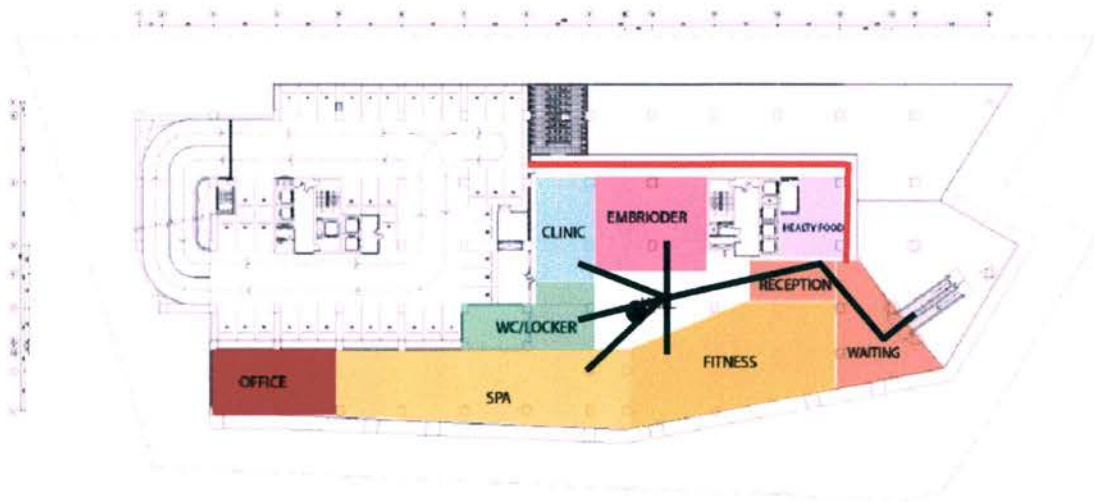 EMBRIODER
CLINIC
HEALTY FOOD
RECEPTION
WC/LOCKER
WAITING
FITNESS
OFFICE
SPA